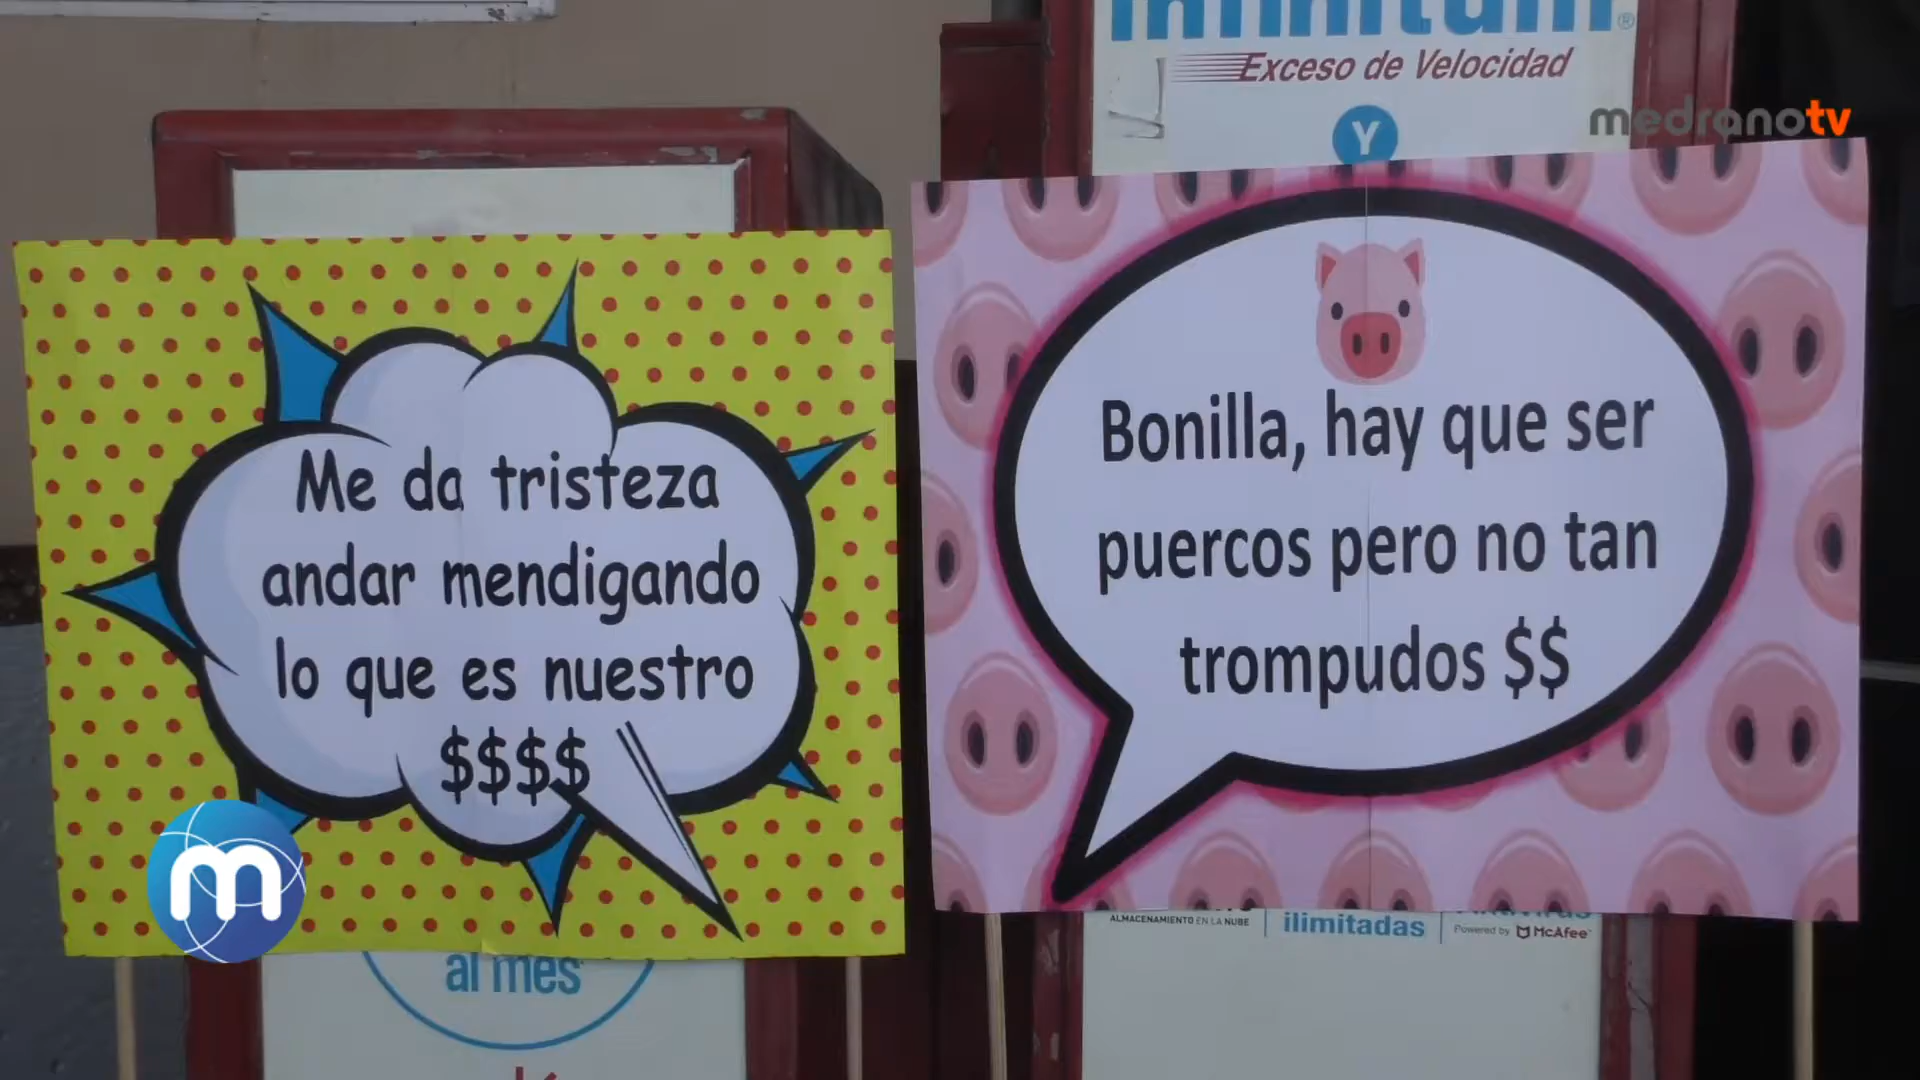 Exceso de Velocidad
Y
medranotv
Me da tristeza
andar mendigando
lo que es nuestro
$$$$
Bonilla, hay que ser
puercos pero no tan
trompudos $$
m
al mes
ALMACENAMIENTO EN LA NUBE
ilimitadas
Powered by McAfee